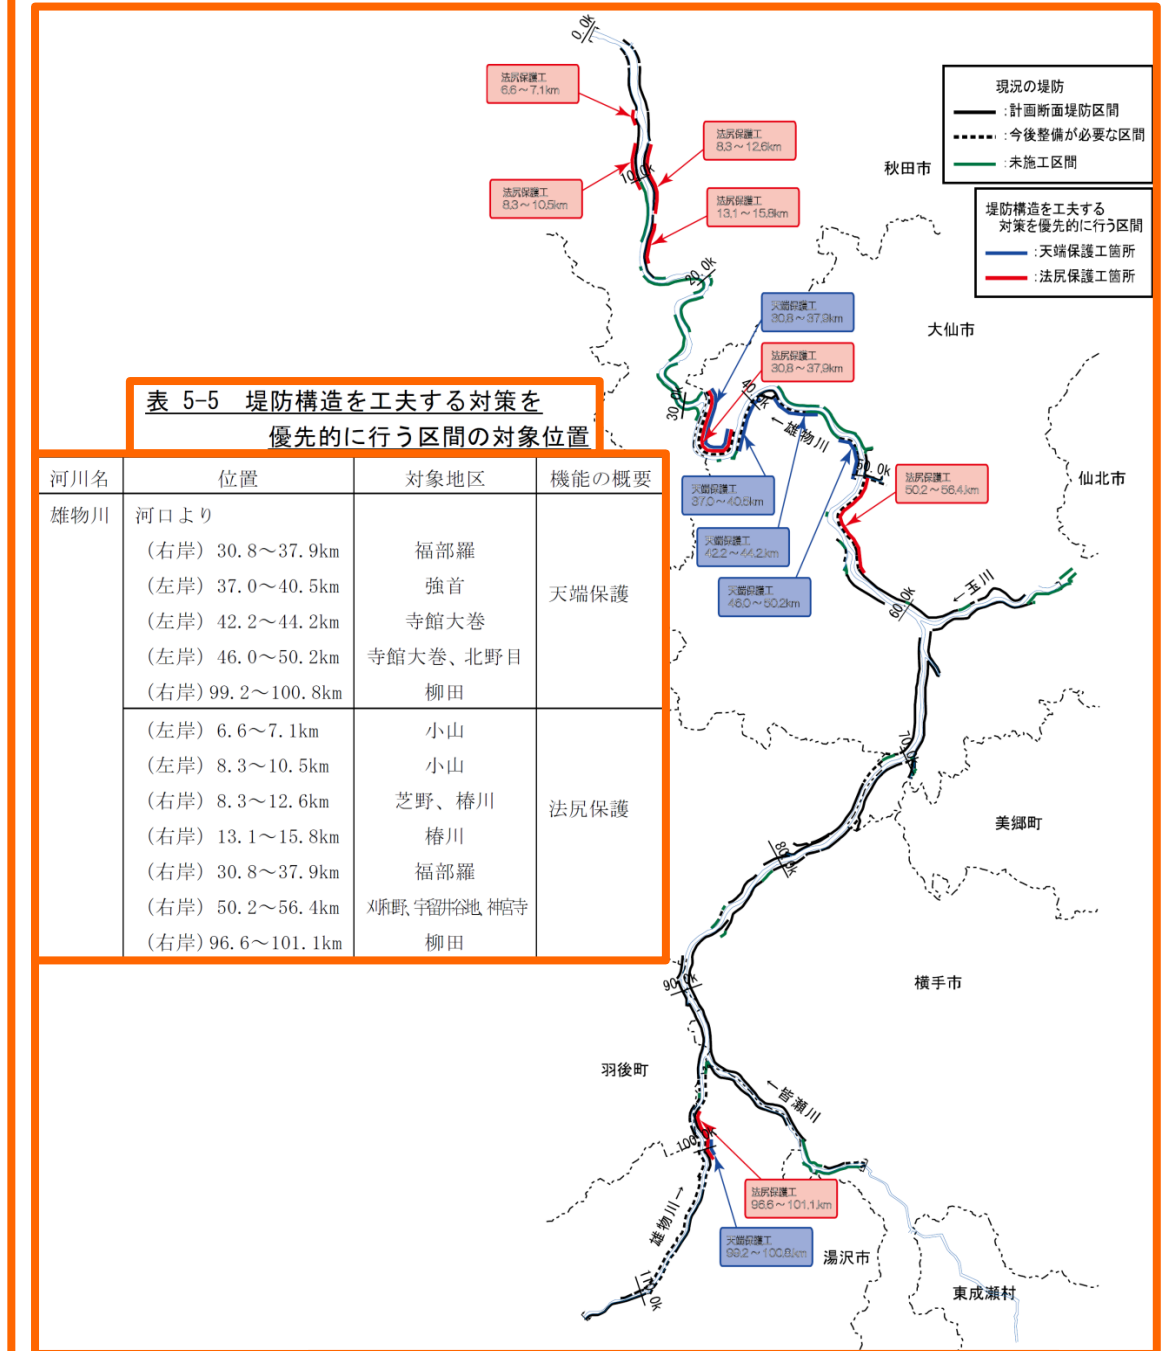 0.0k
法尻保護工
6.6～7.1km
法尻保護工
8.3～12.6km
10.0k
法尻保護工
8.3～10.5km
法尻保護工
13.1～15.8km
秋田市
現況の堤防
:計画断面堤防区間
:今後整備が必要な区間
:未施工区間
堤防構造を工夫する
対策を優先的に行う区間
:天端保護工箇所
:法尻保護工箇所
20.0k
天端保護工
30.8～37.9km
大仙市
法尻保護工
30.8～37.9km
30.0k
40.0k
←雄物川
50.0k
法尻保護工
50.2～56.4km
仙北市
天端保護工
37.0～40.5km
天端保護工
42.2～44.2km
天端保護工
46.0～50.2km
60.0k
←玉川
表 5-5 堤防構造を工夫する対策を
優先的に行う区間の対象位置
河川名 位置 対象地区 機能の概要
雄物川 河口より
(右岸) 30.8～37.9km 福部羅
(左岸) 37.0～40.5km 強首
天端保護
(左岸) 42.2～44.2km 寺館大巻
(左岸) 46.0～50.2km 寺館大巻、北野目
(右岸) 99.2～100.8km 柳田
(左岸) 6.6～7.1km 小山
(左岸) 8.3～10.5km 小山
(右岸) 8.3～12.6km 芝野、椿川
法尻保護
(右岸) 13.1～15.8km 椿川
(右岸) 30.8～37.9km 福部羅
(右岸) 50.2～56.4km 刈和野、宇留井谷地、神宮寺
(右岸) 96.6～101.1km 柳田
70.0k
美郷町
80.0k
横手市
90.0k
羽後町
←皆瀬川
100.0k
法尻保護工
96.6～101.1km
天端保護工
99.2～100.8km
雄物川→
湯沢市
東成瀬村
110.0k